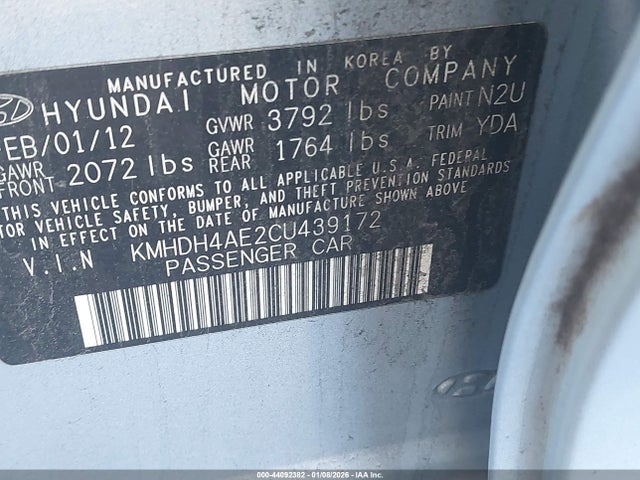 MANUFACTURED IN KOREA BY
HYUNDAI MOTOR COMPANY
EB/01/12 GVWR 3792 lbs PAINT N2U
GAWR FRONT 2072 lbs GAWR REAR 1764 lbs TRIM YDA
THIS VEHICLE CONFORMS TO ALL APPLICABLE U.S.A. FEDERAL
MOTOR VEHICLE SAFETY, BUMPER, AND THEFT PREVENTION STANDARDS
IN EFFECT ON THE DATE OF MANUFACTURE SHOWN ABOVE
V.I.N KMHDH4AE2CU439172
PASSENGER CAR
000-44092382 - 01/08/2026 - IAA Inc.